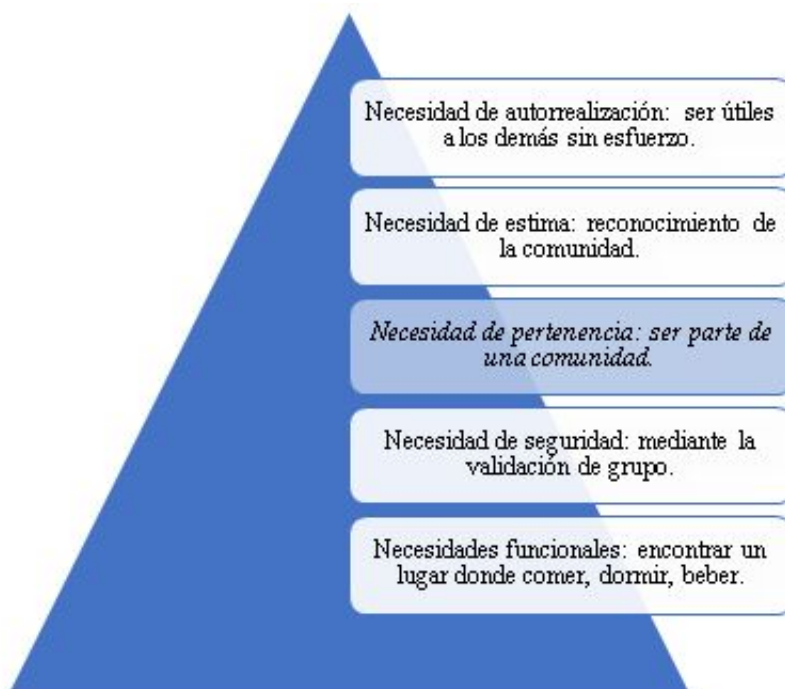 Necesidad de autorrealización: ser útiles
a los demás sin esfuerzo.
Necesidad de estima: reconocimiento de
la comunidad.
Necesidad de pertenencia: ser parte de
una comunidad.
Necesidad de seguridad: mediante la
validación de grupo.
Necesidades funcionales: encontrar un
lugar donde comer, dormir, beber.